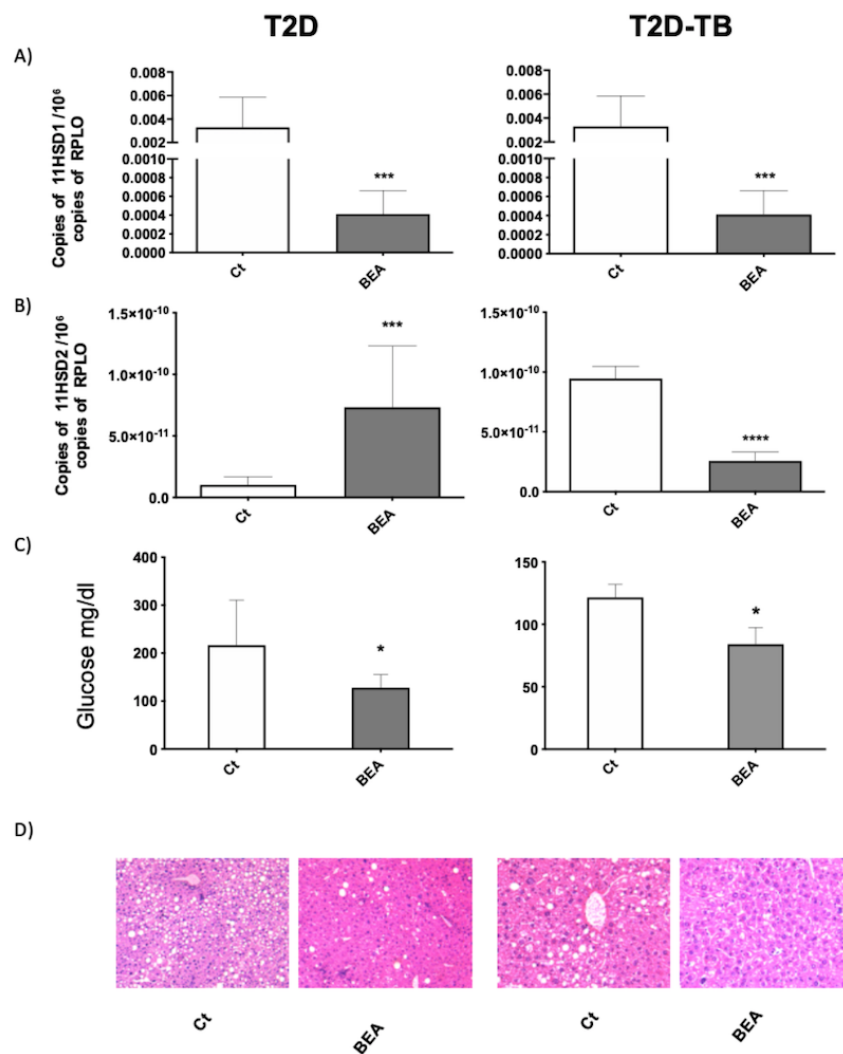 T2D
T2D-TB
A)
Copies of 11HSD1 /10⁶
copies of RPLO
0.008
0.006
0.004
0.002
0.0010
0.0008
0.0006
0.0004
0.0002
0.0000
***
Ct
BEA
0.008
0.006
0.004
0.002
0.0010
0.0008
0.0006
0.0004
0.0002
0.0000
***
Ct
BEA
B)
Copies of 11HSD2 /10⁶
copies of RPLO
1.5×10⁻¹⁰
1.0×10⁻¹⁰
5.0×10⁻¹¹
0.0
***
Ct
BEA
1.5×10⁻¹⁰
1.0×10⁻¹⁰
5.0×10⁻¹¹
0.0
****
Ct
BEA
C)
Glucose mg/dl
400
300
200
100
0
*
Ct
BEA
150
100
50
0
*
Ct
BEA
D)
Ct
BEA
Ct
BEA